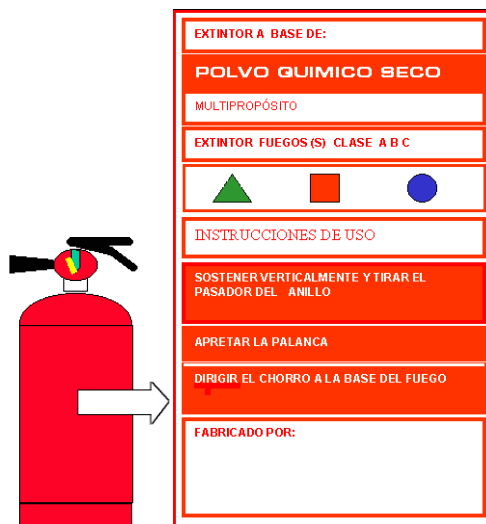 EXTINTOR A BASE DE:
POLVO QUIMICO SECO
MULTIPROPÓSITO
EXTINTOR FUEGOS(S) CLASE A B C
INSTRUCCIONES DE USO
SOSTENER VERTICALMENTE Y TIRAR EL
PASADOR DEL ANILLO
APRETAR LA PALANCA
DIRIGIR EL CHORRO A LA BASE DEL FUEGO
FABRICADO POR: